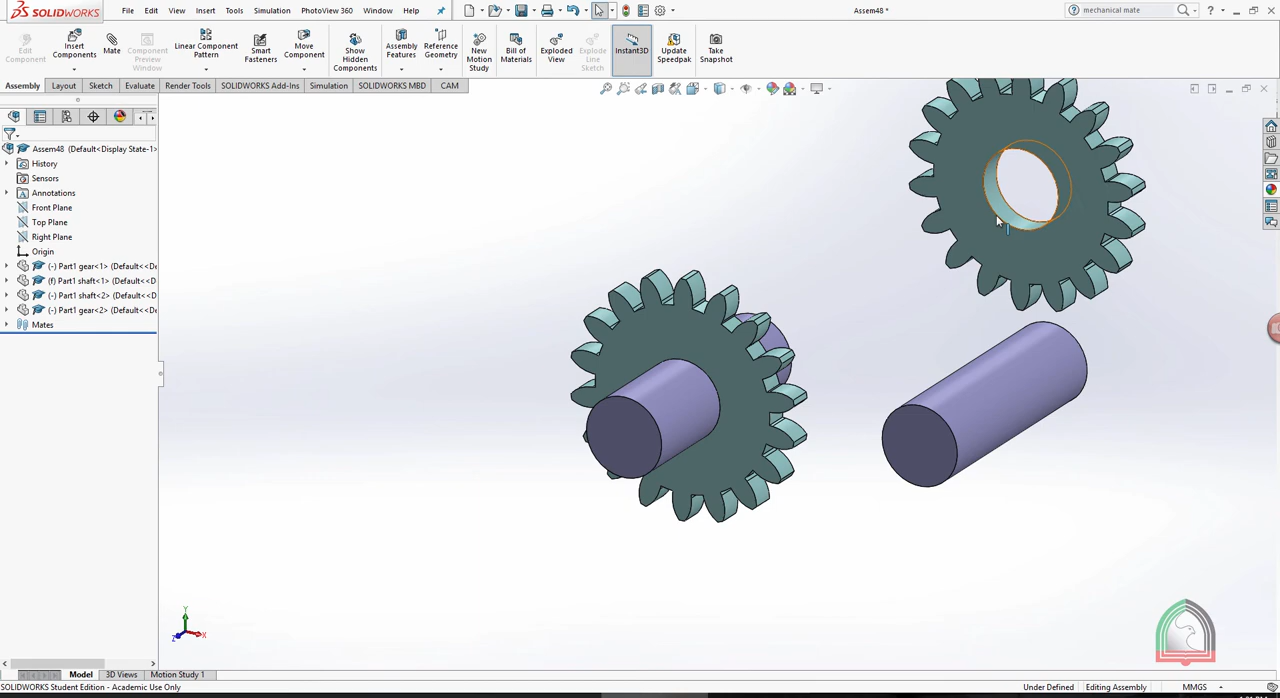 SOLIDWORKS
File Edit View Insert Tools Simulation PhotoView 360 Window Help
Assem48 *
mechanical mate
Edit Component
Insert Components
Mate
Component Preview Window
Linear Component Pattern
Smart Fasteners
Move Component
Show Hidden Components
Assembly Features
Reference Geometry
New Motion Study
Bill of Materials
Exploded View
Explode Line Sketch
Instant3D
Update Speedpak
Take Snapshot
Assembly Layout Sketch Evaluate Render Tools SOLIDWORKS Add-Ins Simulation SOLIDWORKS MBD CAM
Assem48 (Default<Display State-1>
History
Sensors
Annotations
Front Plane
Top Plane
Right Plane
Origin
(-) Part1 gear<1> (Default<<De
(f) Part1 shaft<1> (Default<<D
(-) Part1 shaft<2> (Default<<D
(-) Part1 gear<2> (Default<<De
Mates
Y
Z X
Model 3D Views Motion Study 1
SOLIDWORKS Student Edition - Academic Use Only
Under Defined Editing Assembly MMGS